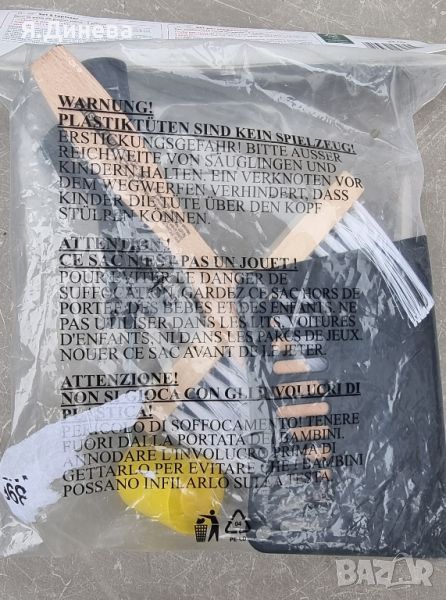 Я. Динева
WARNUNG!
PLASTIKTÜTEN SIND KEIN SPIELZEUG!
ERSTICKUNGSGEFAHR! BITTE AUSSER
REICHWEITE VON SÄUGLINGEN UND
KINDERN HALTEN. EIN VERKNOTEN VOR
DEM WEGWERFEN VERHINDERT, DASS
KINDER DIE TÜTE ÜBER DEN KOPF
STÜLPEN KÖNNEN.
ATTENTION!
CE SAC N'EST PAS UN JOUET!
POUR EVITER LE DANGER DE
SUFFOCATION, GARDEZ CE SAC HORS DE
PORTEE DES BEBES ET DES ENFANTS. NE
PAS UTILISER DANS LES LITS, VOITURES
D'ENFANTS, NI DANS LES PARCS DE JEUX.
NOUER CE SAC AVANT DE LE JETER.
ATTENZIONE!
NON SI GIOCA CON GLI INVOLUCRI DI
PLASTICA!
PERICOLO DI SOFFOCAMENTO! TENERE
FUORI DALLA PORTATA DEI BAMBINI.
ANNODARE L'INVOLUCRO PRIMA DI
GETTARLO PER EVITARE CHE I BAMBINI
POSSANO INFILARLO SULLA TESTA.
04
PE-LD
BAZAR